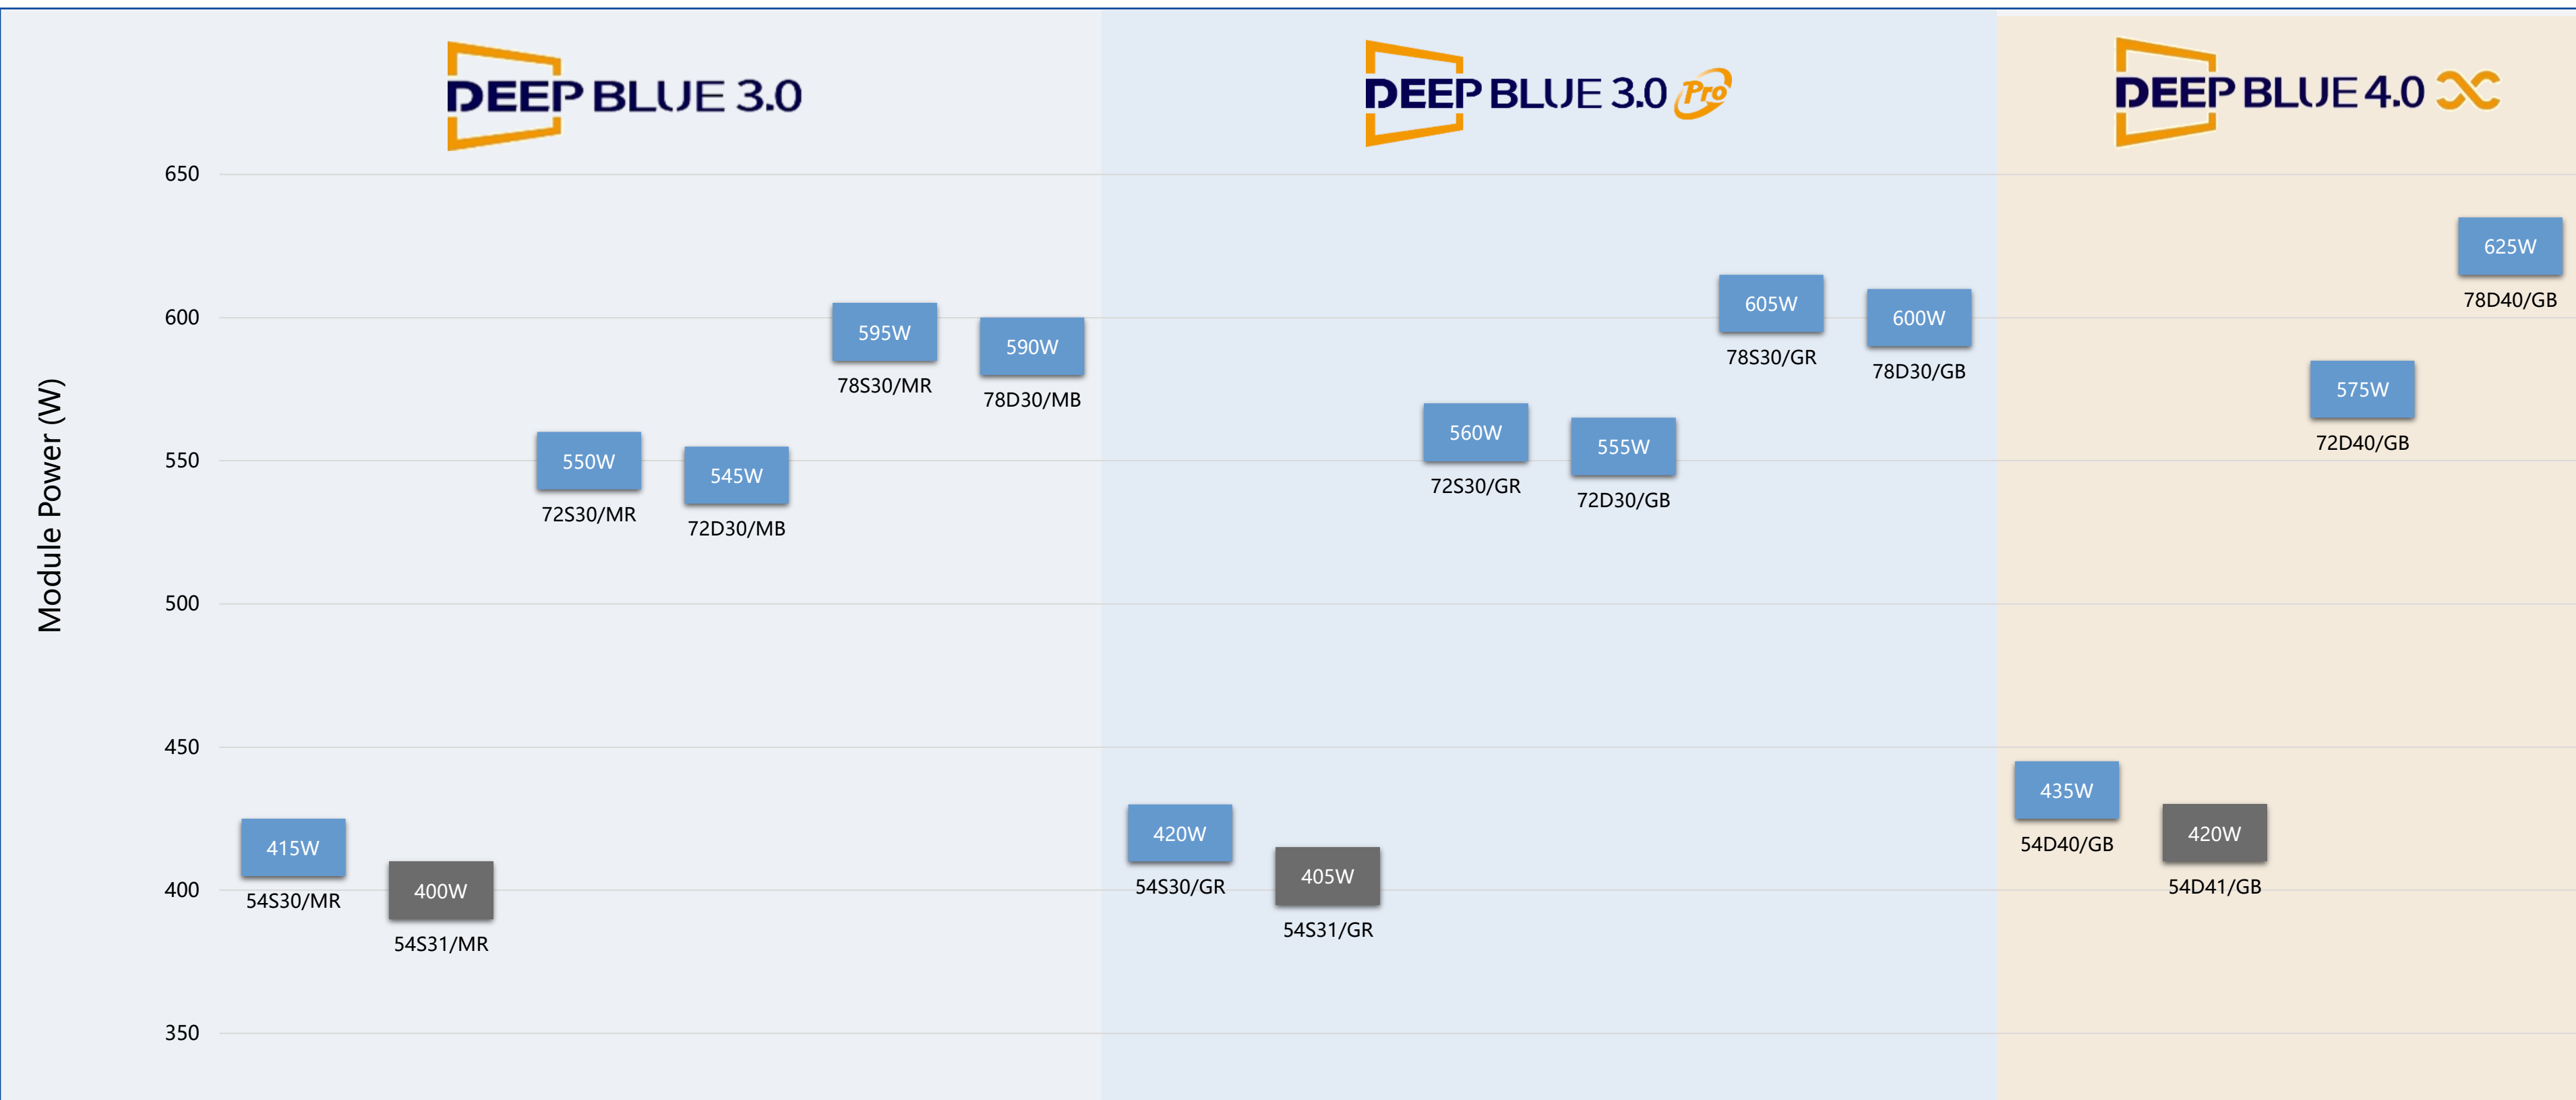 DEEP BLUE 3.0
DEEP BLUE 3.0 Pro
DEEP BLUE 4.0
Module Power (W)
650
600
550
500
450
400
350
415W
54S30/MR
400W
54S31/MR
550W
72S30/MR
545W
72D30/MB
595W
78S30/MR
590W
78D30/MB
420W
54S30/GR
405W
54S31/GR
560W
72S30/GR
555W
72D30/GB
605W
78S30/GR
600W
78D30/GB
435W
54D40/GB
420W
54D41/GB
575W
72D40/GB
625W
78D40/GB